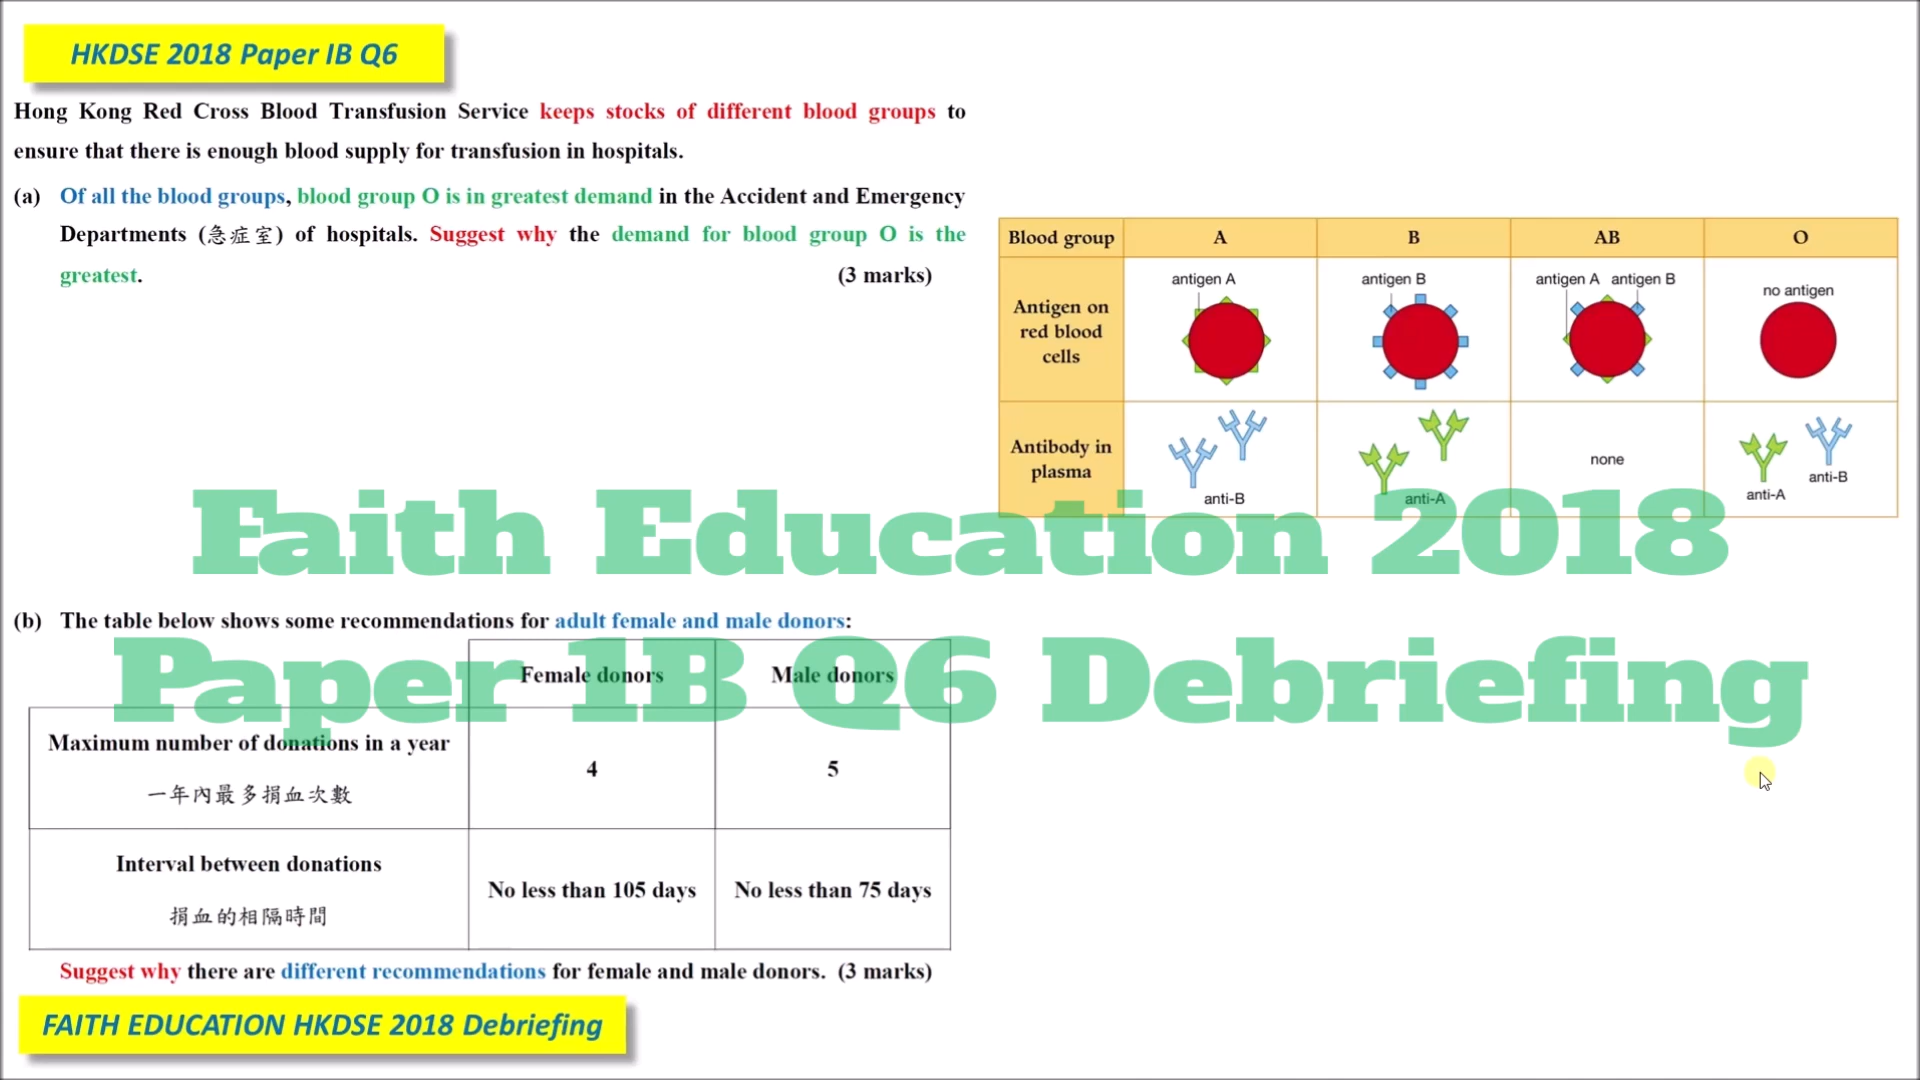 HKDSE 2018 Paper IB Q6
Hong Kong Red Cross Blood Transfusion Service keeps stocks of different blood groups to
ensure that there is enough blood supply for transfusion in hospitals.
(a) Of all the blood groups, blood group O is in greatest demand in the Accident and Emergency
Departments (急症室) of hospitals. Suggest why the demand for blood group O is the
greatest. (3 marks)
Blood group A B AB O
Antigen on
red blood
cells
antigen A
antigen B
antigen A antigen B
no antigen
Antibody in
plasma
anti-B
anti-A
none
anti-A
anti-B
Faith Education 2018
Paper 1B Q6 Debriefing
(b) The table below shows some recommendations for adult female and male donors:
Female donors Male donors
Maximum number of donations in a year
一年內最多捐血次數
4 5
Interval between donations
捐血的相隔時間
No less than 105 days No less than 75 days
Suggest why there are different recommendations for female and male donors. (3 marks)
FAITH EDUCATION HKDSE 2018 Debriefing